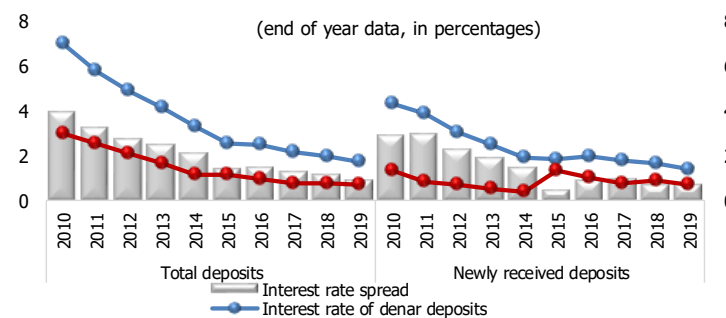 (end of year data, in percentages)
8
6
4
2
0
2010 2011 2012 2013 2014 2015 2016 2017 2018 2019 2010 2011 2012 2013 2014 2015 2016 2017 2018 2019
Total deposits Newly received deposits
Interest rate spread
Interest rate of denar deposits